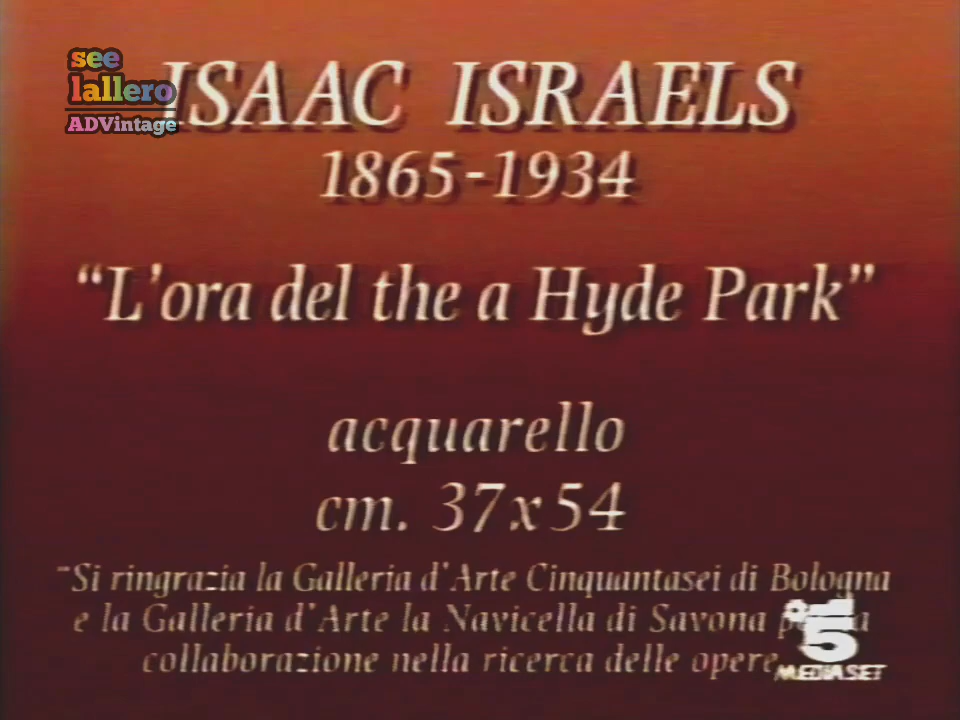 see
lallero
ADVintage
ISAAC ISRAELS
1865-1934
“L’ora del the a Hyde Park”
acquarello
cm. 37x54
"Si ringrazia la Galleria d'Arte Cinquantasei di Bologna
e la Galleria d'Arte la Navicella di Savona
collaborazione nella ricerca delle opere
5
MEDIASET